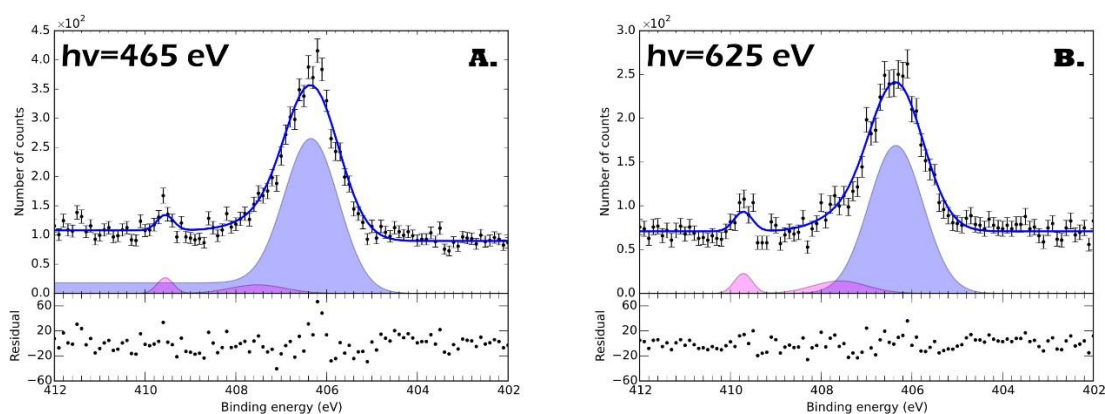 ×10²
4.5
hv=465 eV
A.
4.0
3.5
3.0
2.5
2.0
1.5
1.0
0.5
0.0
Number of counts
60
20
−20
−60
Residual
412 410 408 406 404 402
Binding energy (eV)
×10²
3.0
hv=625 eV
B.
2.5
2.0
1.5
1.0
0.5
0.0
Number of counts
60
20
−20
−60
Residual
412 410 408 406 404 402
Binding energy (eV)